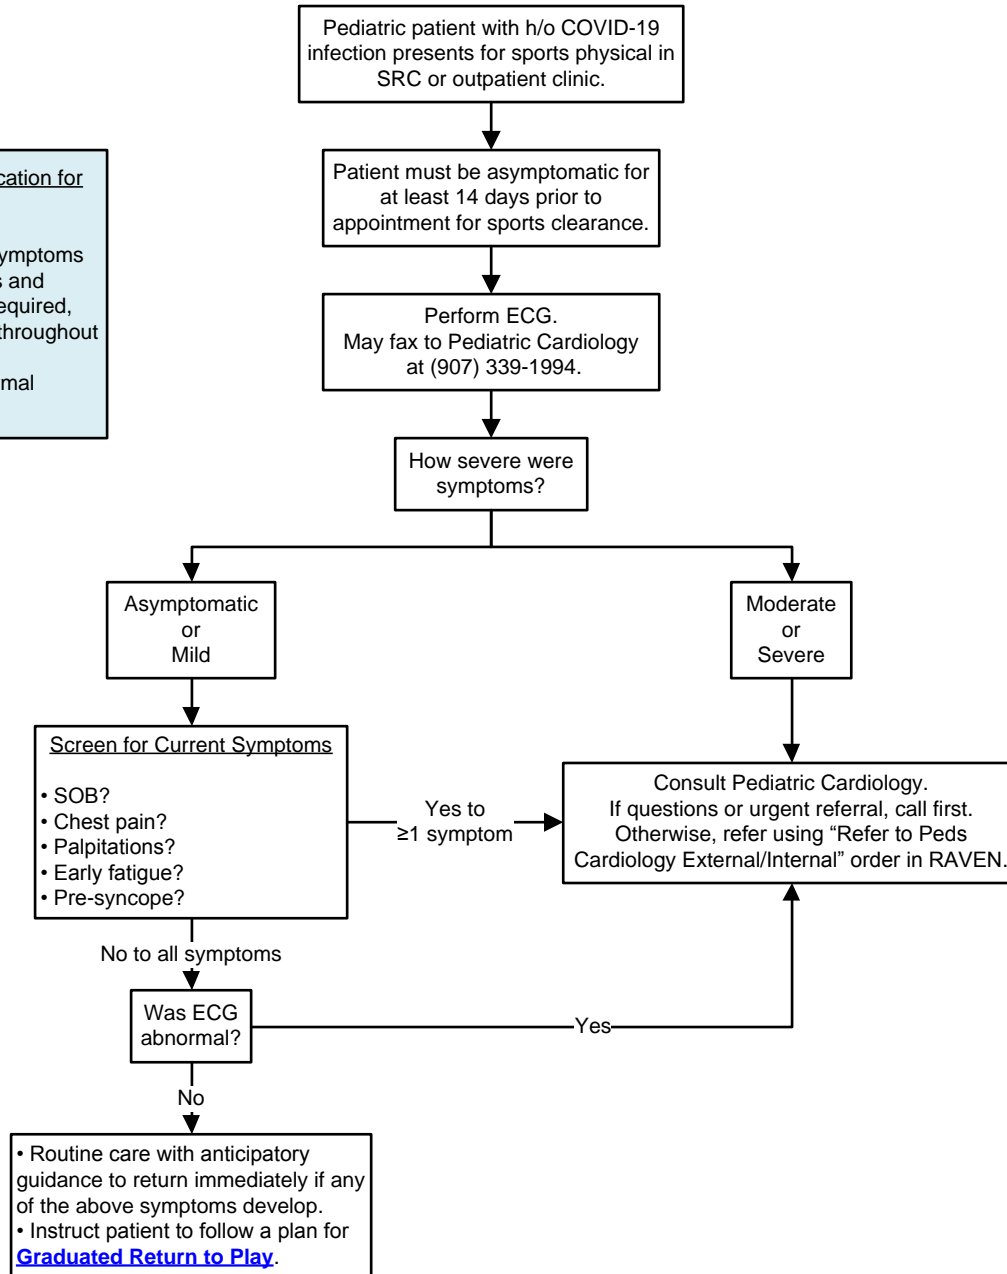 Pediatric patient with h/o COVID-19
infection presents for sports physical in
SRC or outpatient clinic.
cation for
ymptoms
s and
equired,
throughout
mal
Patient must be asymptomatic for
at least 14 days prior to
appointment for sports clearance.
Perform ECG.
May fax to Pediatric Cardiology
at (907) 339-1994.
How severe were
symptoms?
Asymptomatic
or
Mild
Moderate
or
Severe
Screen for Current Symptoms
• SOB?
• Chest pain?
• Palpitations?
• Early fatigue?
• Pre-syncope?
Yes to
≥1 symptom
Consult Pediatric Cardiology.
If questions or urgent referral, call first.
Otherwise, refer using “Refer to Peds
Cardiology External/Internal” order in RAVEN.
No to all symptoms
Was ECG
abnormal?
Yes
No
• Routine care with anticipatory
guidance to return immediately if any
of the above symptoms develop.
• Instruct patient to follow a plan for
Graduated Return to Play.